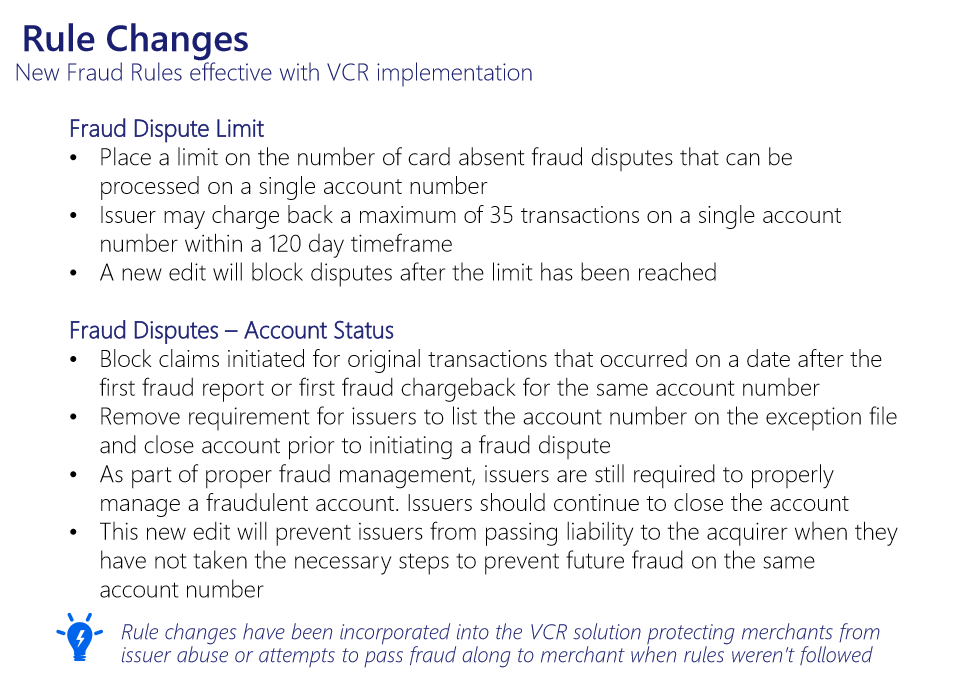 Rule Changes
New Fraud Rules effective with VCR implementation
Fraud Dispute Limit
• Place a limit on the number of card absent fraud disputes that can be
processed on a single account number
• Issuer may charge back a maximum of 35 transactions on a single account
number within a 120 day timeframe
• A new edit will block disputes after the limit has been reached
Fraud Disputes – Account Status
• Block claims initiated for original transactions that occurred on a date after the
first fraud report or first fraud chargeback for the same account number
• Remove requirement for issuers to list the account number on the exception file
and close account prior to initiating a fraud dispute
• As part of proper fraud management, issuers are still required to properly
manage a fraudulent account. Issuers should continue to close the account
• This new edit will prevent issuers from passing liability to the acquirer when they
have not taken the necessary steps to prevent future fraud on the same
account number
Rule changes have been incorporated into the VCR solution protecting merchants from
issuer abuse or attempts to pass fraud along to merchant when rules weren't followed